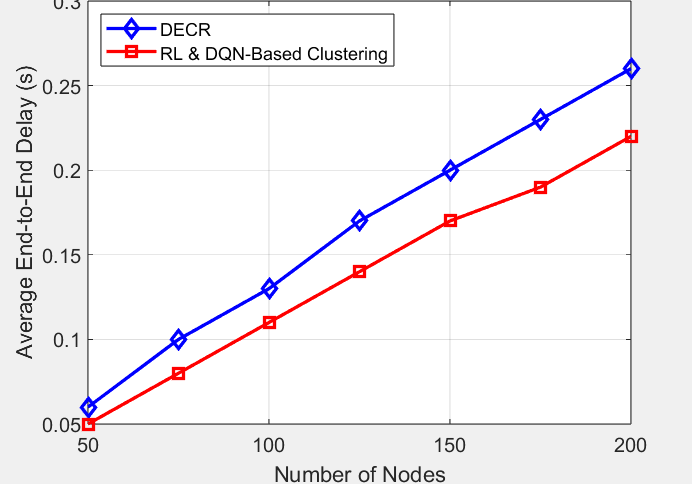 0.3
DECR
RL & DQN-Based Clustering
0.25
0.2
0.15
0.1
0.05
Average End-to-End Delay (s)
50 100 150 200
Number of Nodes